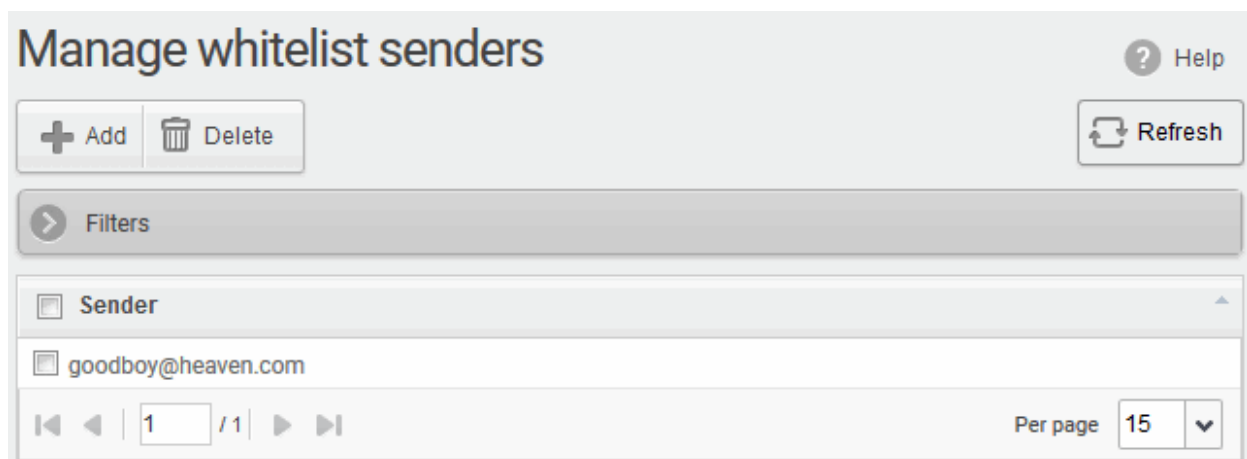 Manage whitelist senders
? Help
Add Delete
Refresh
Filters
Sender
goodboy@heaven.com
1 / 1
Per page 15